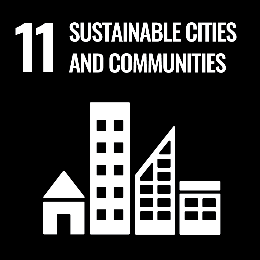 11 SUSTAINABLE CITIES
AND COMMUNITIES